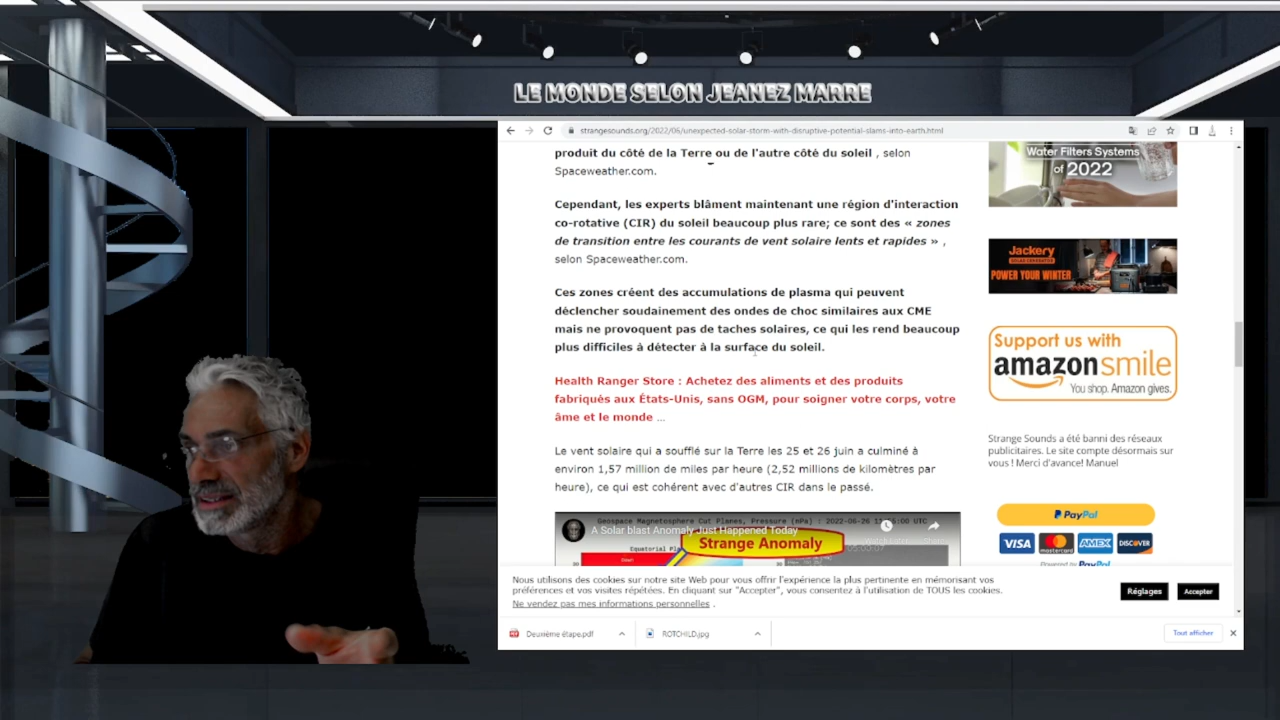 LE MONDE SELON JEANEZ MARRE
strangesounds.org/2022/06/unexpected-solar-storm-with-disruptive-potential-slams-into-earth.html
produit du côté de la Terre ou de l'autre côté du soleil , selon
Spaceweather.com.
Cependant, les experts blâment maintenant une région d'interaction
co-rotative (CIR) du soleil beaucoup plus rare; ce sont des « zones
de transition entre les courants de vent solaire lents et rapides » ,
selon Spaceweather.com.
Ces zones créent des accumulations de plasma qui peuvent
déclencher soudainement des ondes de choc similaires aux CME
mais ne provoquent pas de taches solaires, ce qui les rend beaucoup
plus difficiles à détecter à la surface du soleil.
Health Ranger Store : Achetez des aliments et des produits
fabriqués aux États-Unis, sans OGM, pour soigner votre corps, votre
âme et le monde ...
Le vent solaire qui a soufflé sur la Terre les 25 et 26 juin a culminé à
environ 1,57 million de miles par heure (2,52 millions de kilomètres par
heure), ce qui est cohérent avec d'autres CIR dans le passé.
Geospace Magnetosphere Cut Planes, Pressure (nPa) : 2022-06-26
A Solar blast Anomaly Just Happened Today
Strange Anomaly
Water Filters Systems
of 2022
Jackery
POWER YOUR WINTER
Support us with
amazonsmile
You shop. Amazon gives.
Strange Sounds a été banni des réseaux
publicitaires. Le site compte désormais sur
vous ! Merci d'avance! Manuel
PayPal
VISA
MasterCard
AMEX
DISCOVER
Powered by PayPal
Nous utilisons des cookies sur notre site Web pour vous offrir l'expérience la plus pertinente en mémorisant vos
préférences et vos visites répétées. En cliquant sur "Accepter", vous consentez à l'utilisation de TOUS les cookies.
Ne vendez pas mes informations personnelles .
Réglages
Accepter
Deuxième étape.pdf
ROTCHILD.jpg
Tout afficher